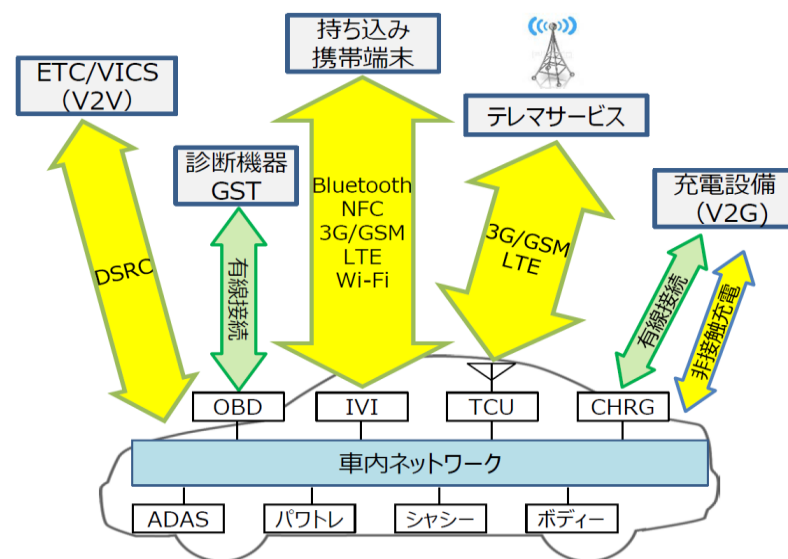 持ち込み
携帯端末
ETC/VICS
(V2V)
テレマサービス
診断機器
GST
充電設備
(V2G)
Bluetooth
NFC
3G/GSM
LTE
Wi-Fi
3G/GSM
LTE
DSRC
有線接続
有線接続
非接触充電
OBD
IVI
TCU
CHRG
車内ネットワーク
ADAS
パワトレ
シャシー
ボディー